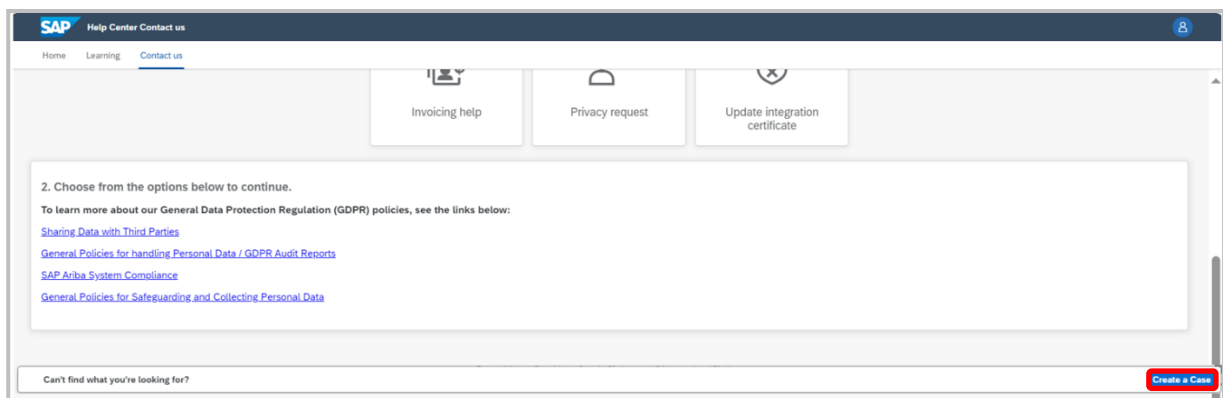 SAP Help Center Contact us
Home Learning Contact us
Invoicing help
Privacy request
Update integration
certificate
2. Choose from the options below to continue.
To learn more about our General Data Protection Regulation (GDPR) policies, see the links below:
Sharing Data with Third Parties
General Policies for handling Personal Data / GDPR Audit Reports
SAP Ariba System Compliance
General Policies for Safeguarding and Collecting Personal Data
Can't find what you're looking for?
Create a Case